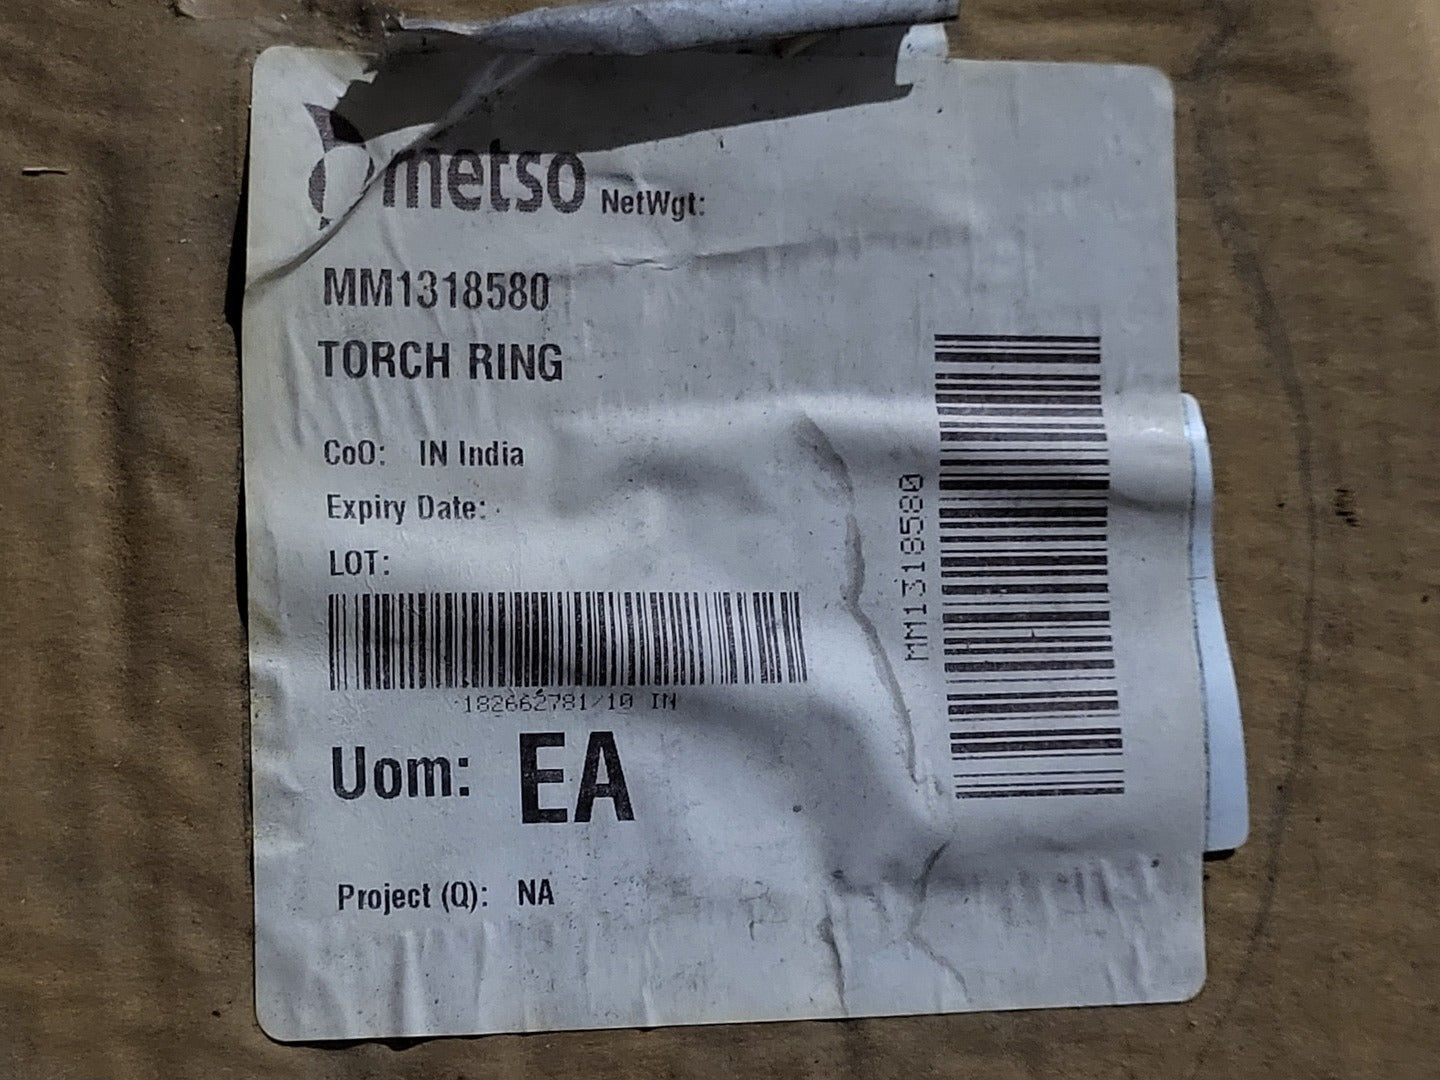 metso NetWgt:
MM1318580
TORCH RING
CoO: IN India
Expiry Date:
LOT:
182662781/10 IN
Uom: EA
Project (Q): NA
MM1318580